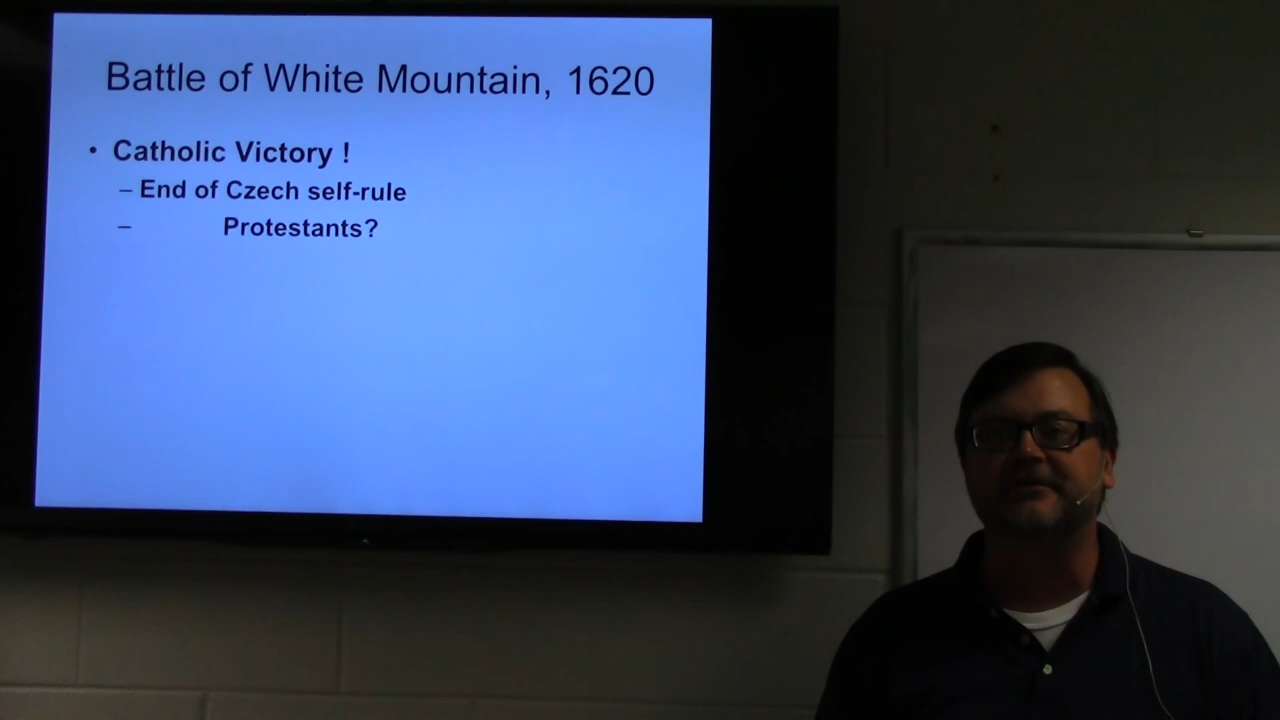 Battle of White Mountain, 1620
• Catholic Victory !
– End of Czech self-rule
– Protestants?